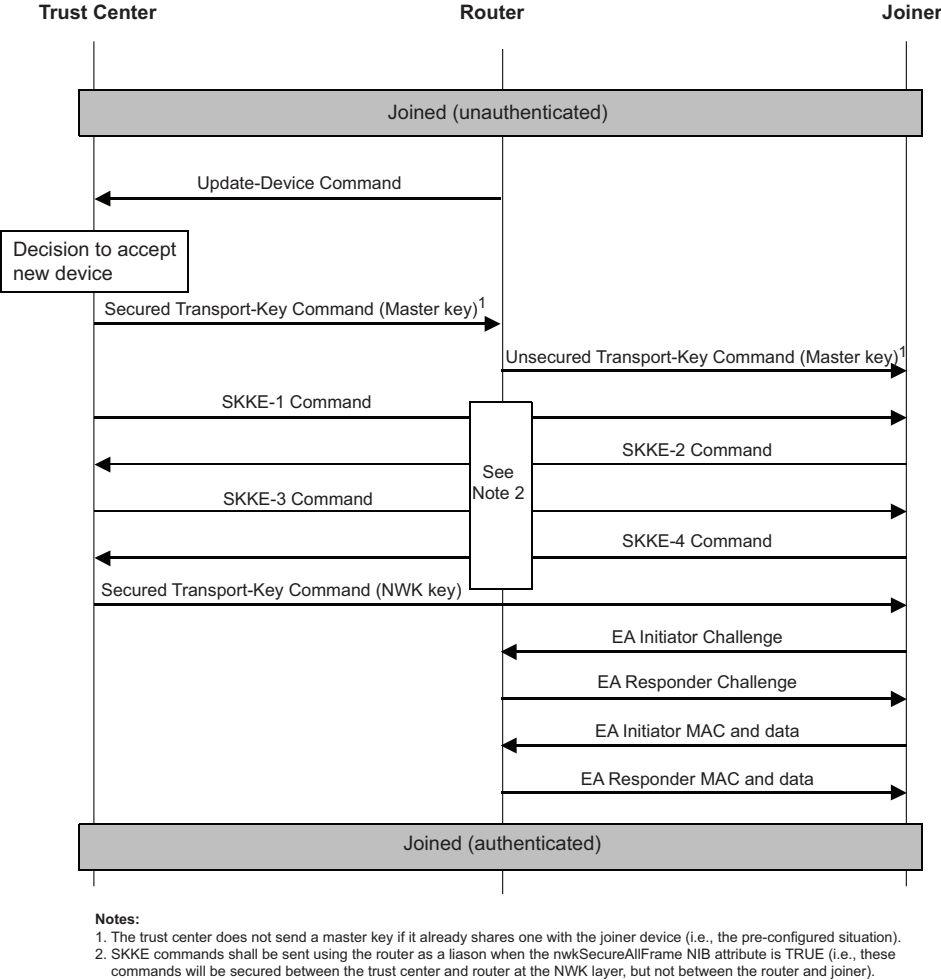 Trust Center
Router
Joiner
Joined (unauthenticated)
Update-Device Command
Decision to accept
new device
Secured Transport-Key Command (Master key)1
Unsecured Transport-Key Command (Master key)1
SKKE-1 Command
SKKE-2 Command
See
Note 2
SKKE-3 Command
SKKE-4 Command
Secured Transport-Key Command (NWK key)
EA Initiator Challenge
EA Responder Challenge
EA Initiator MAC and data
EA Responder MAC and data
Joined (authenticated)
Notes:
1. The trust center does not send a master key if it already shares one with the joiner device (i.e., the pre-configured situation).
2. SKKE commands shall be sent using the router as a liason when the nwkSecureAllFrame NIB attribute is TRUE (i.e., these
commands will be secured between the trust center and router at the NWK layer, but not between the router and joiner).